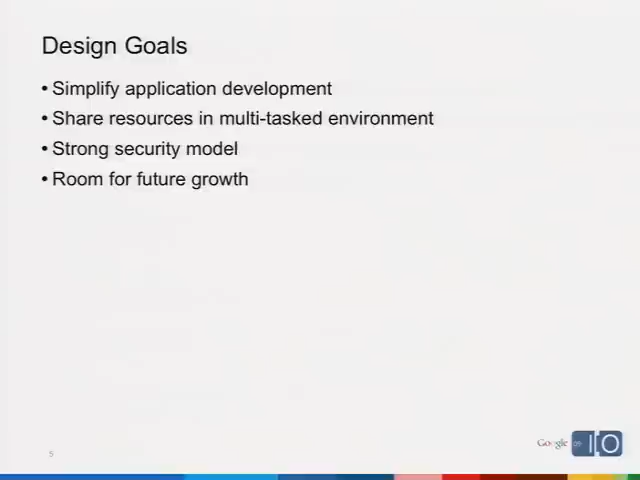 Design Goals
• Simplify application development
• Share resources in multi-tasked environment
• Strong security model
• Room for future growth
5
Google 09 IO